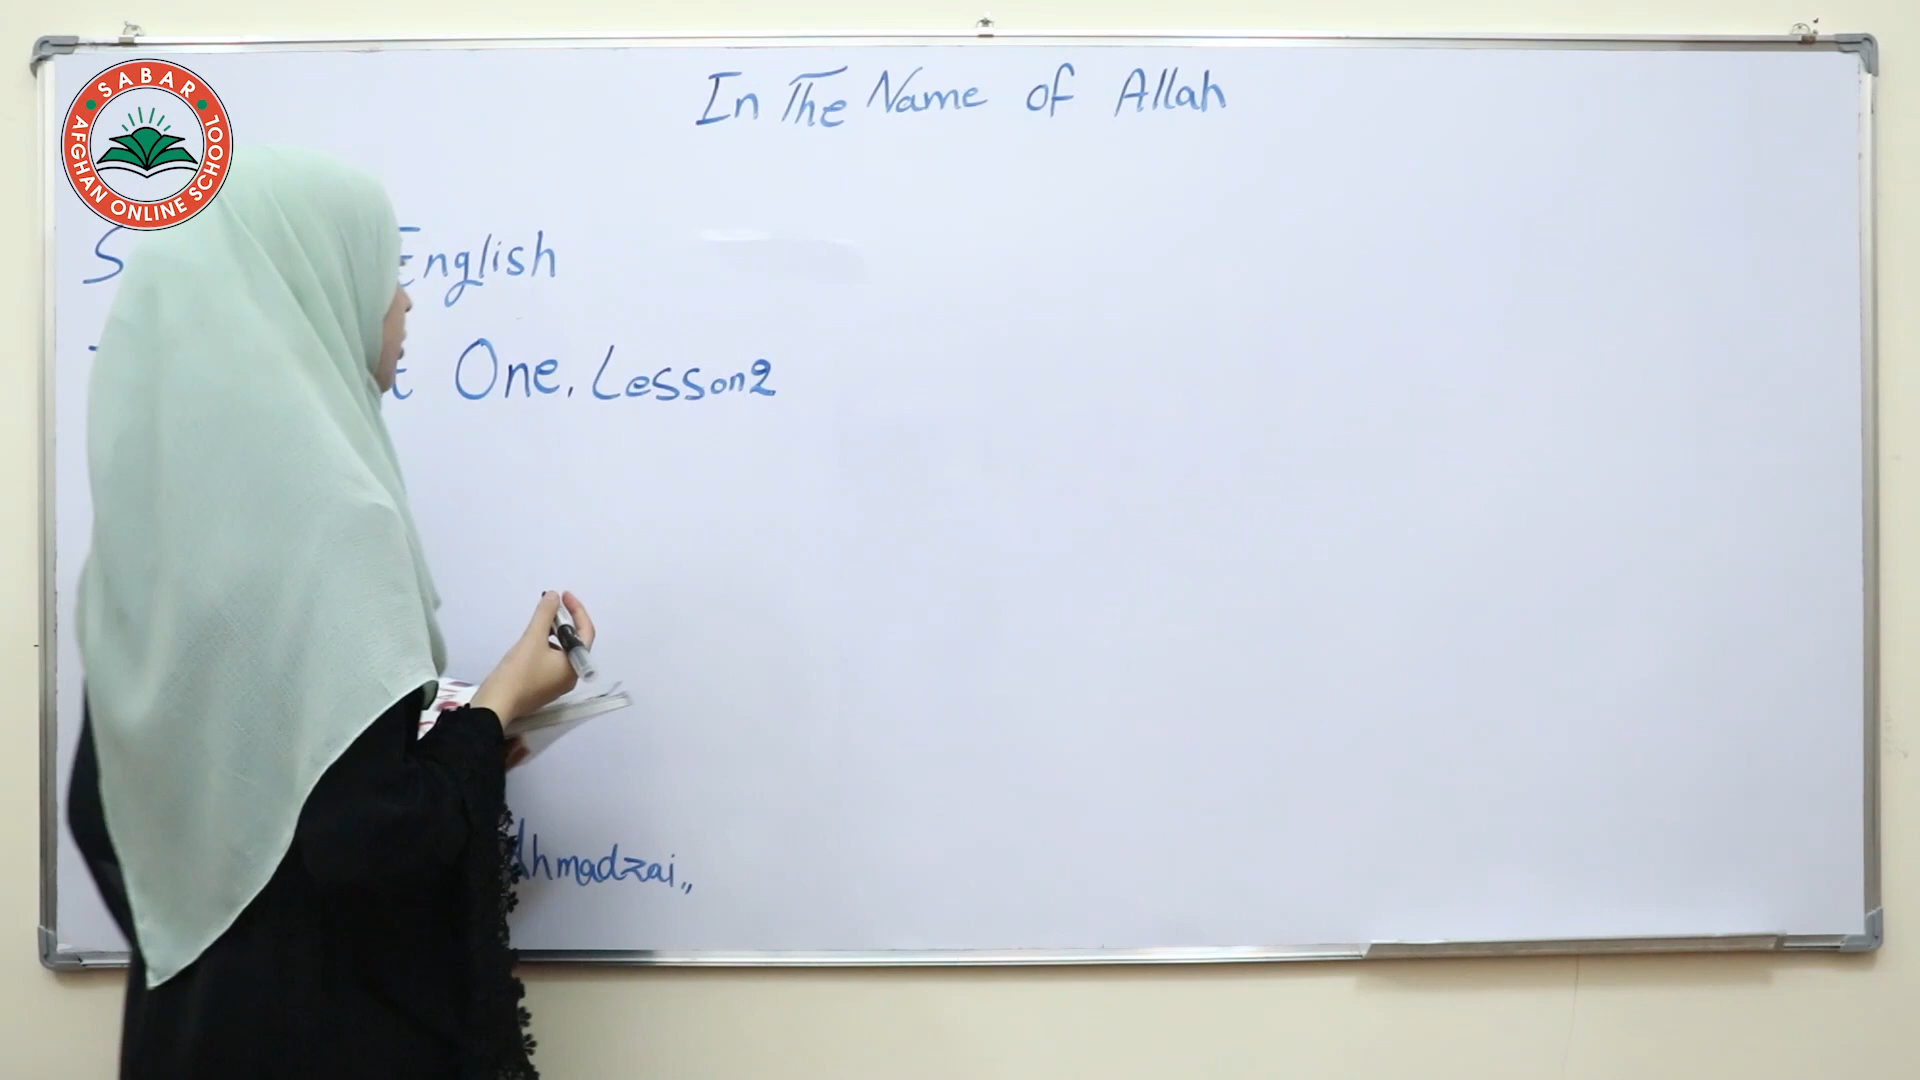 SABAR
AFGHAN ONLINE SCHOOL
In The Name of Allah
English
One, Lesson2
Ahmadzai,,